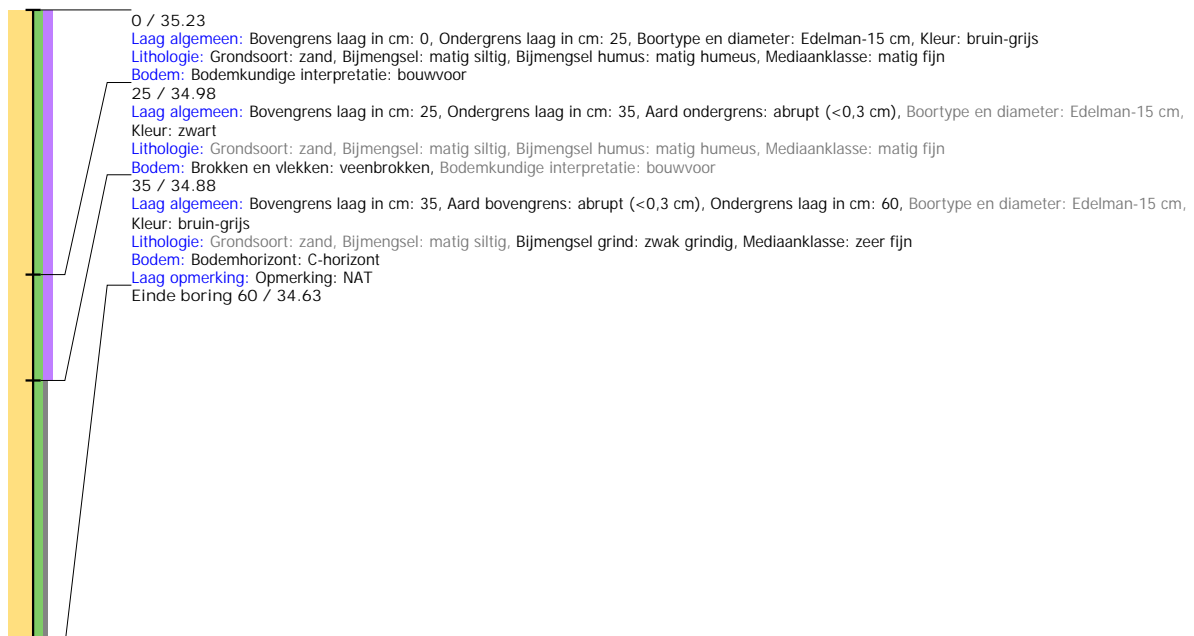 0 / 35.23
Laag algemeen: Bovengrens laag in cm: 0, Ondergrens laag in cm: 25, Boortype en diameter: Edelman-15 cm, Kleur: bruin-grijs
Lithologie: Grondsoort: zand, Bijmengsel: matig siltig, Bijmengsel humus: matig humeus, Mediaanklasse: matig fijn
Bodem: Bodemkundige interpretatie: bouwvoor
25 / 34.98
Laag algemeen: Bovengrens laag in cm: 25, Ondergrens laag in cm: 35, Aard ondergrens: abrupt (<0,3 cm), Boortype en diameter: Edelman-15 cm,
Kleur: zwart
Lithologie: Grondsoort: zand, Bijmengsel: matig siltig, Bijmengsel humus: matig humeus, Mediaanklasse: matig fijn
Bodem: Brokken en vlekken: veenbrokken, Bodemkundige interpretatie: bouwvoor
35 / 34.88
Laag algemeen: Bovengrens laag in cm: 35, Aard bovengrens: abrupt (<0,3 cm), Ondergrens laag in cm: 60, Boortype en diameter: Edelman-15 cm,
Kleur: bruin-grijs
Lithologie: Grondsoort: zand, Bijmengsel: matig siltig, Bijmengsel grind: zwak grindig, Mediaanklasse: zeer fijn
Bodem: Bodemhorizont: C-horizont
Laag opmerking: Opmerking: NAT
Einde boring 60 / 34.63